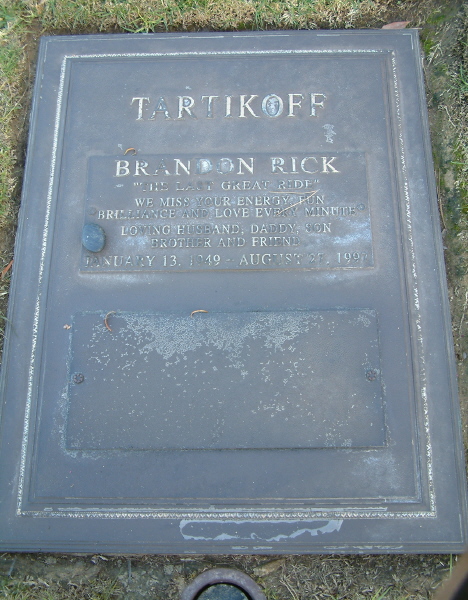 TARTIKOFF
BRANDON RICK
"THE LAST GREAT RIDE"
WE MISS YOUR ENERGY, FUN
BRILLIANCE AND LOVE EVERY MINUTE
LOVING HUSBAND, DADDY, SON
BROTHER AND FRIEND
JANUARY 13, 1949 - AUGUST 27, 1997